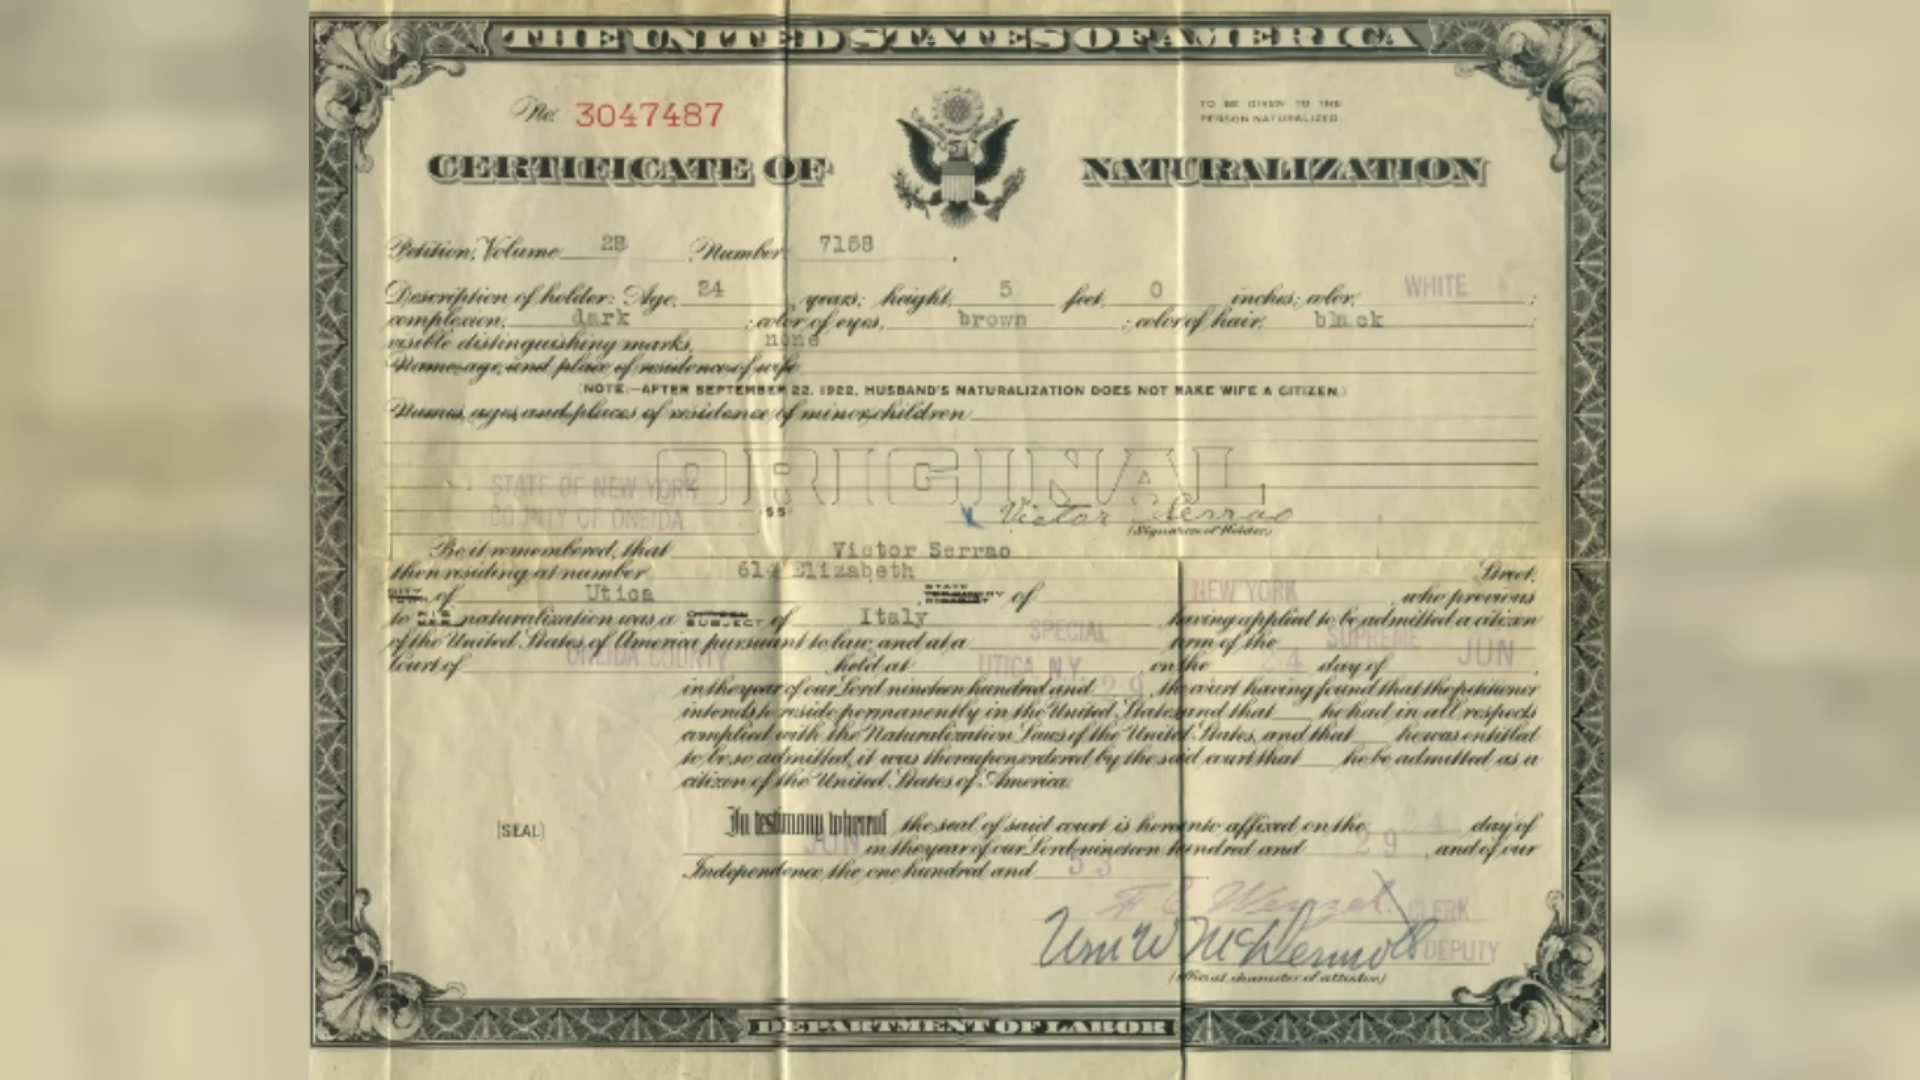 THE UNITED STATES OF AMERICA
No. 3047487
TO BE GIVEN TO THE
PERSON NATURALIZED.
CERTIFICATE OF NATURALIZATION
Petition, Volume 28 Number 7158
Description of holder: Age, 24 years; height, 5 feet, 0 inches; color, WHITE ;
complexion, dark ; color of eyes, brown ; color of hair, black ;
visible distinguishing marks, none
Name, age and place of residence of wife
(NOTE.—AFTER SEPTEMBER 22, 1922, HUSBAND'S NATURALIZATION DOES NOT MAKE WIFE A CITIZEN.)
Names, ages and places of residence of minor children
ORIGINAL
STATE OF NEW YORK
COUNTY OF ONEIDA
ss
Victor Serrao
(Signature of Holder)
Be it remembered, that Victor Serrao
then residing at number 614 Elizabeth Street,
of Utica of NEW YORK , who previous
to naturalization was a SUBJECT of Italy having applied to be admitted a citizen
of the United States of America pursuant to law, and at a SPECIAL term of the SUPREME
Court of ONEIDA COUNTY held at UTICA, N.Y. , on the 24 day of JUN ,
in the year of our Lord nineteen hundred and 29, the court having found that the petitioner
intends to reside permanently in the United States, and that he had in all respects
complied with the Naturalization Laws of the United States, and that he was entitled
to be so admitted, it was thereupon ordered by the said court that he be admitted as a
citizen of the United States of America.
[SEAL]
In testimony whereof the seal of said court is hereunto affixed on the 24 day of
JUN in the year of our Lord nineteen hundred and 29 , and of our
Independence the one hundred and 53
CLERK
Wm W McDermott DEPUTY
(Official character of attestor)
DEPARTMENT OF LABOR